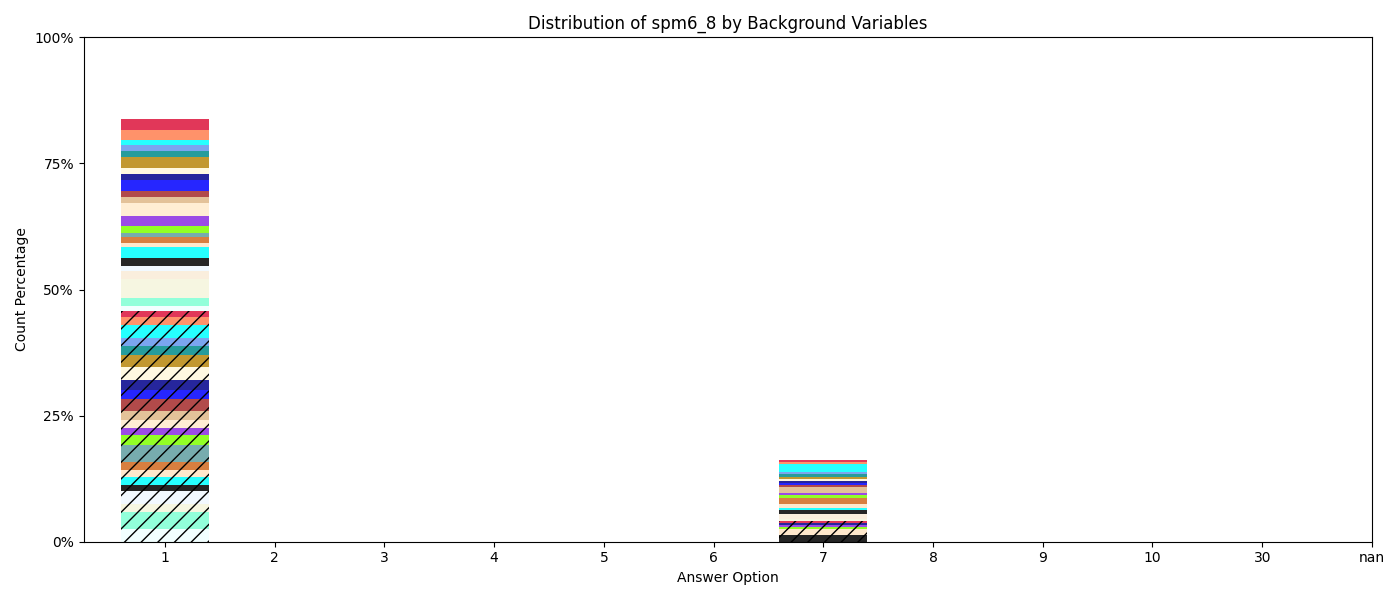 Distribution of spm6_8 by Background Variables
100%
75%
50%
25%
0%
Count Percentage
1 2 3 4 5 6 7 8 9 10 30 nan
Answer Option